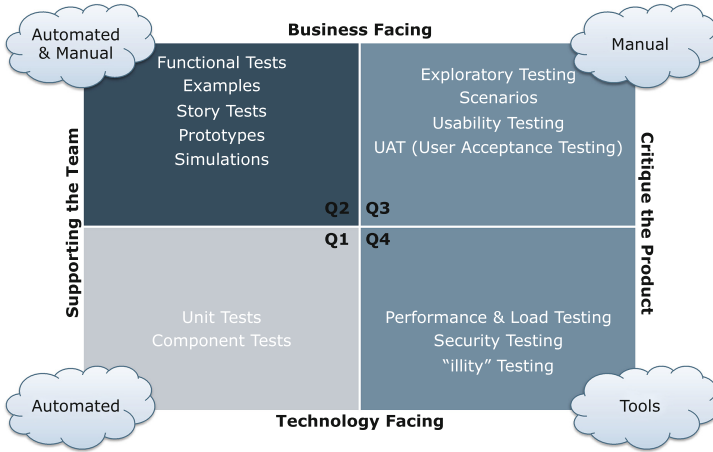 Business Facing
Automated
& Manual
Manual
Functional Tests
Examples
Story Tests
Prototypes
Simulations
Exploratory Testing
Scenarios
Usability Testing
UAT (User Acceptance Testing)
Supporting the Team
Critique the Product
Q2
Q3
Q1
Q4
Unit Tests
Component Tests
Performance & Load Testing
Security Testing
“illity” Testing
Automated
Tools
Technology Facing